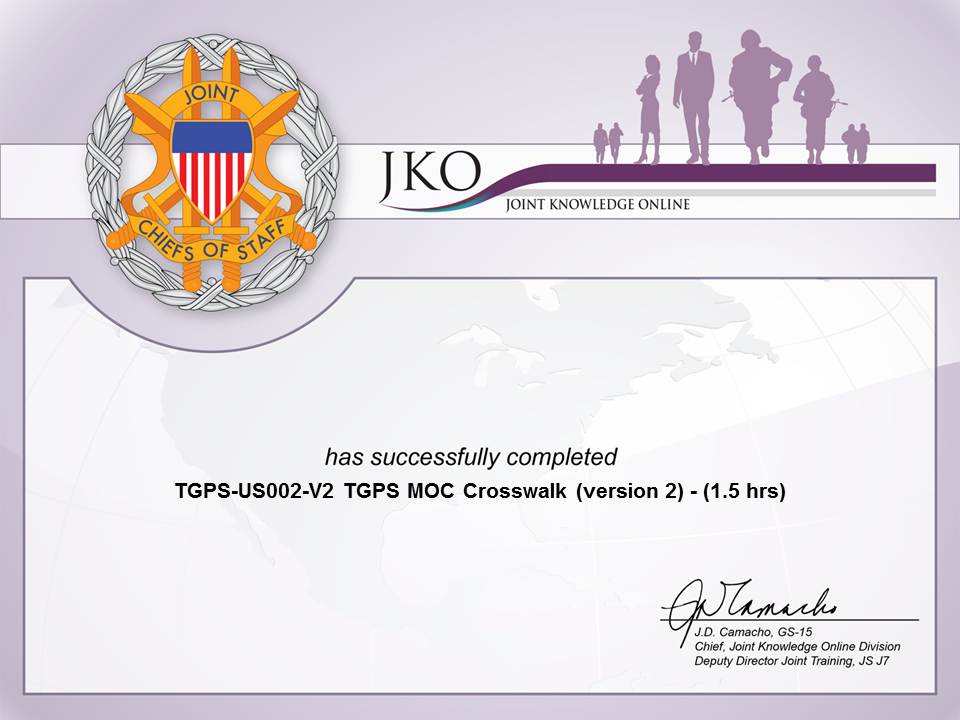 JOINT
CHIEFS OF STAFF
JKO
JOINT KNOWLEDGE ONLINE
has successfully completed
TGPS-US002-V2 TGPS MOC Crosswalk (version 2) - (1.5 hrs)
JD Camacho
J.D. Camacho, GS-15
Chief, Joint Knowledge Online Division
Deputy Director Joint Training, JS J7